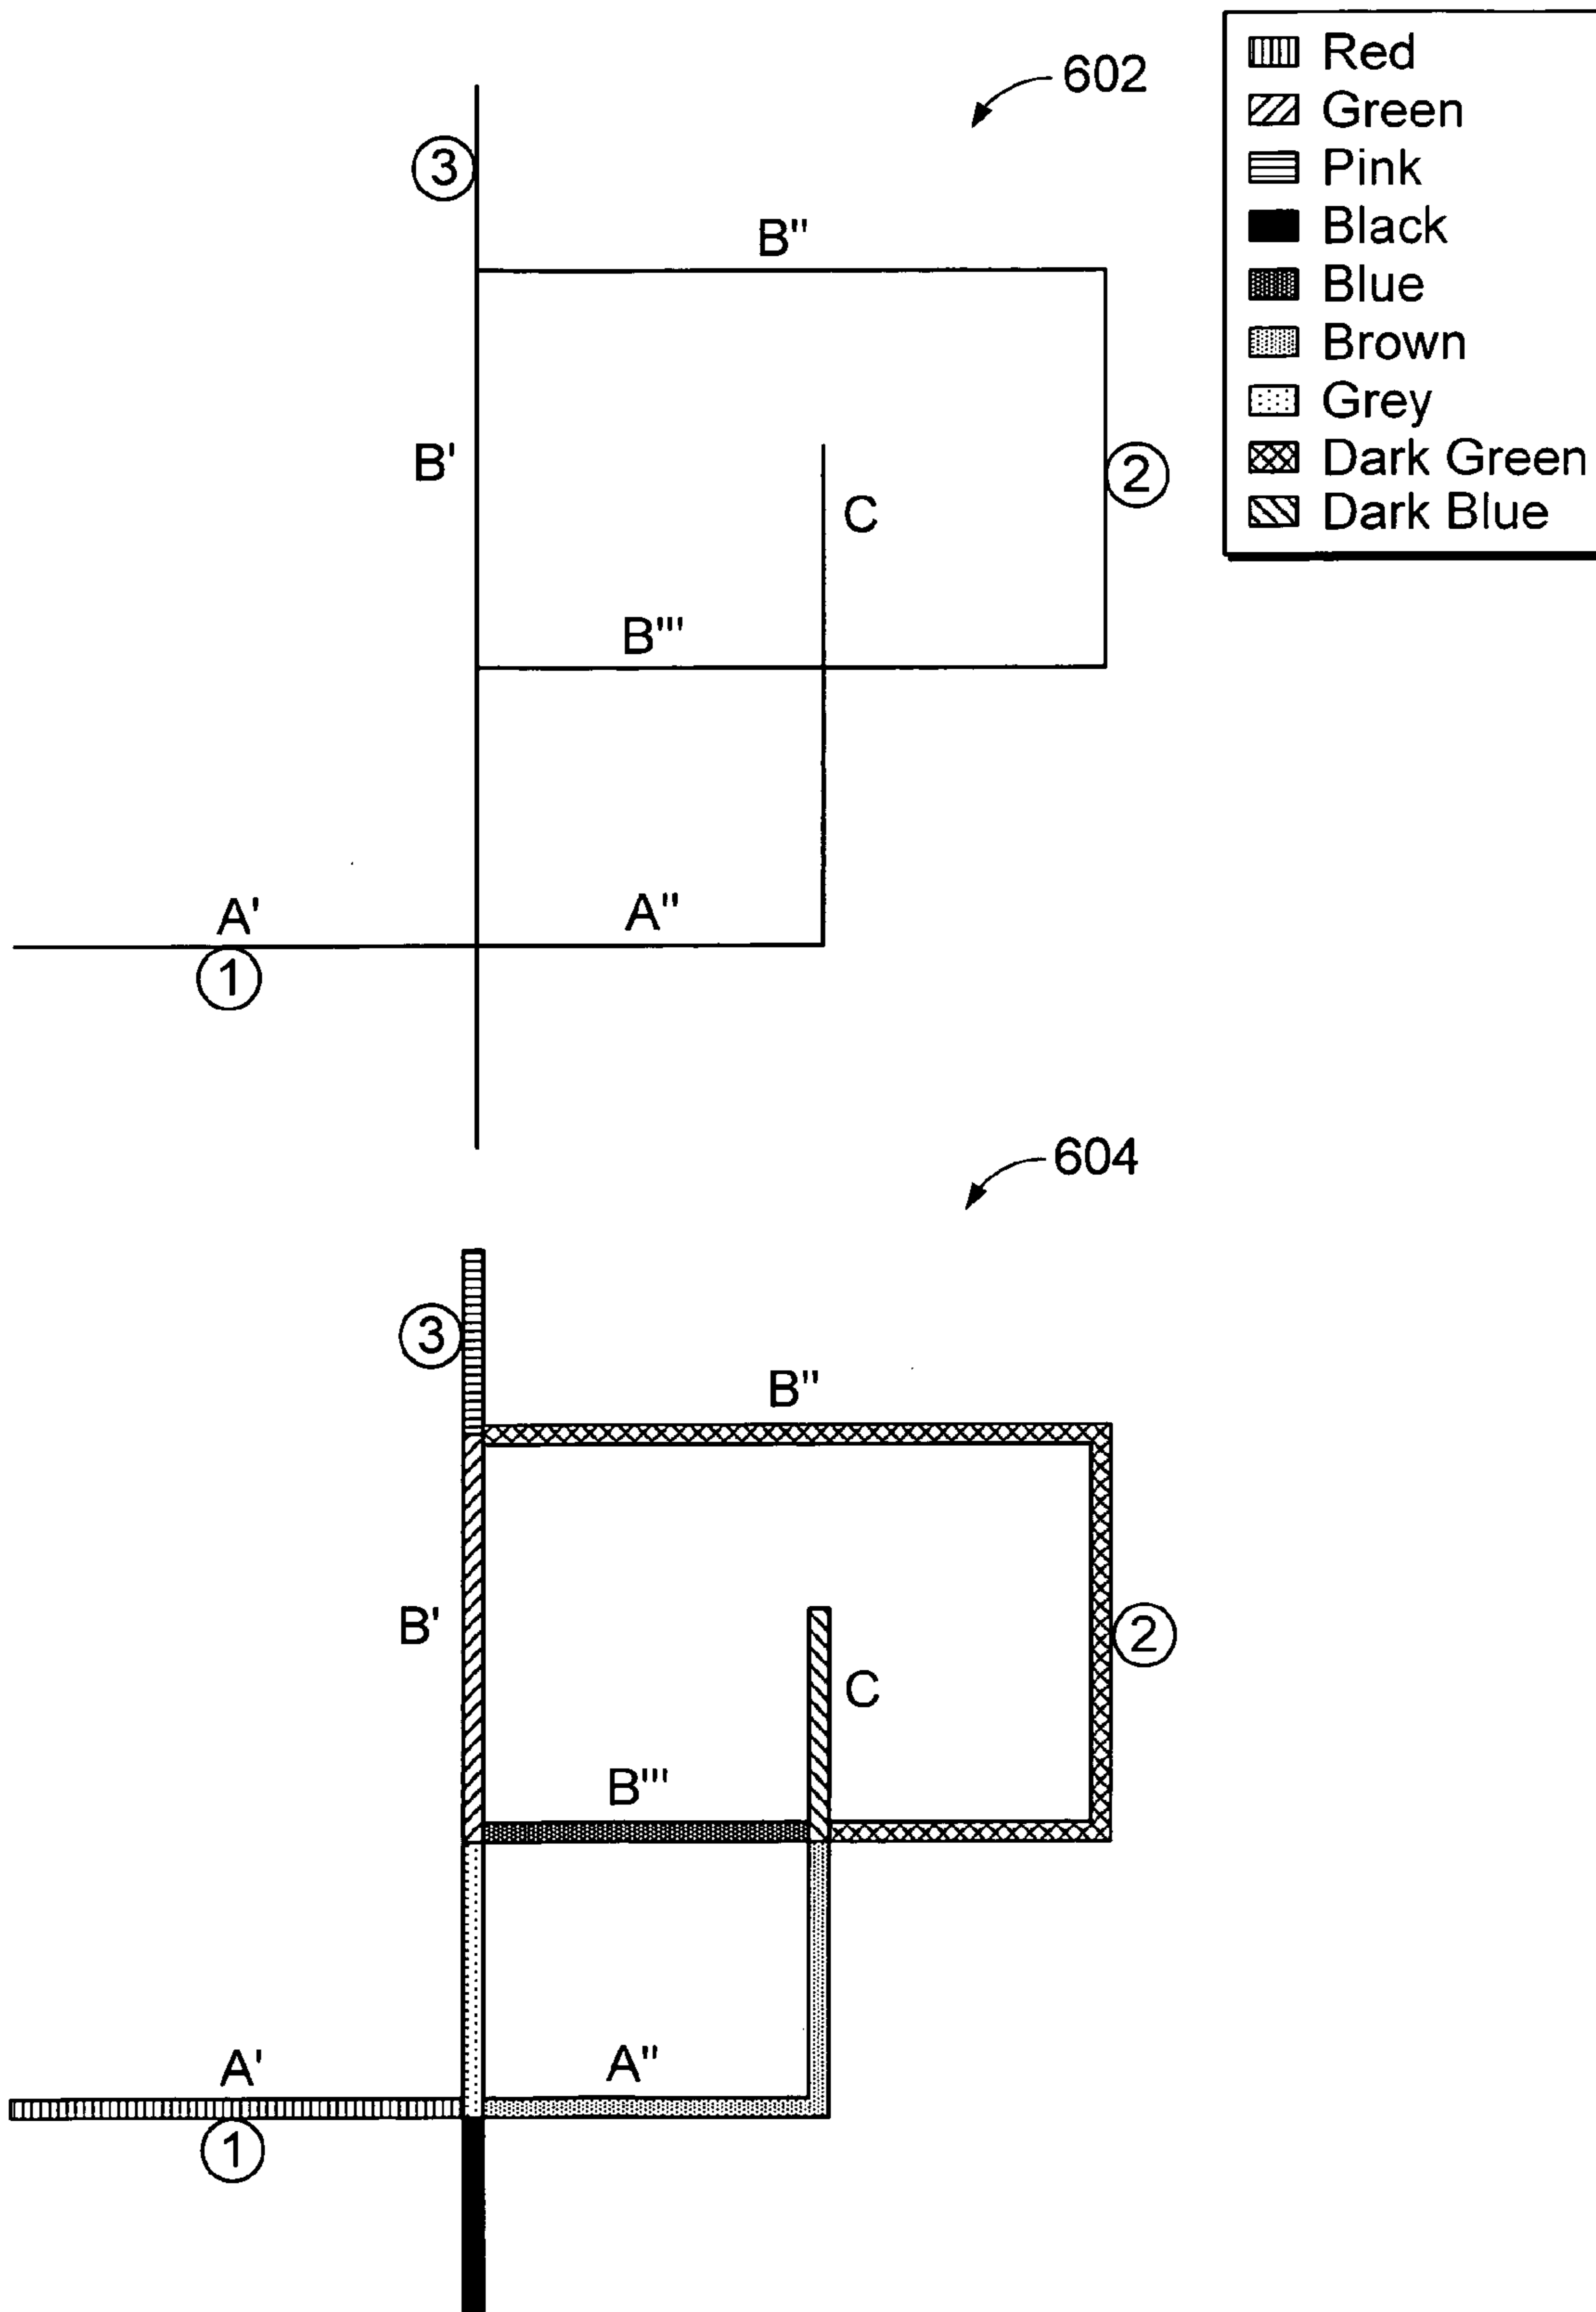 602
Red
Green
Pink
Black
Blue
Brown
Grey
Dark Green
Dark Blue
3
B"
B'
C
2
B'"
A'
A"
1
604
3
B"
B'
C
2
B'"
A'
A"
1